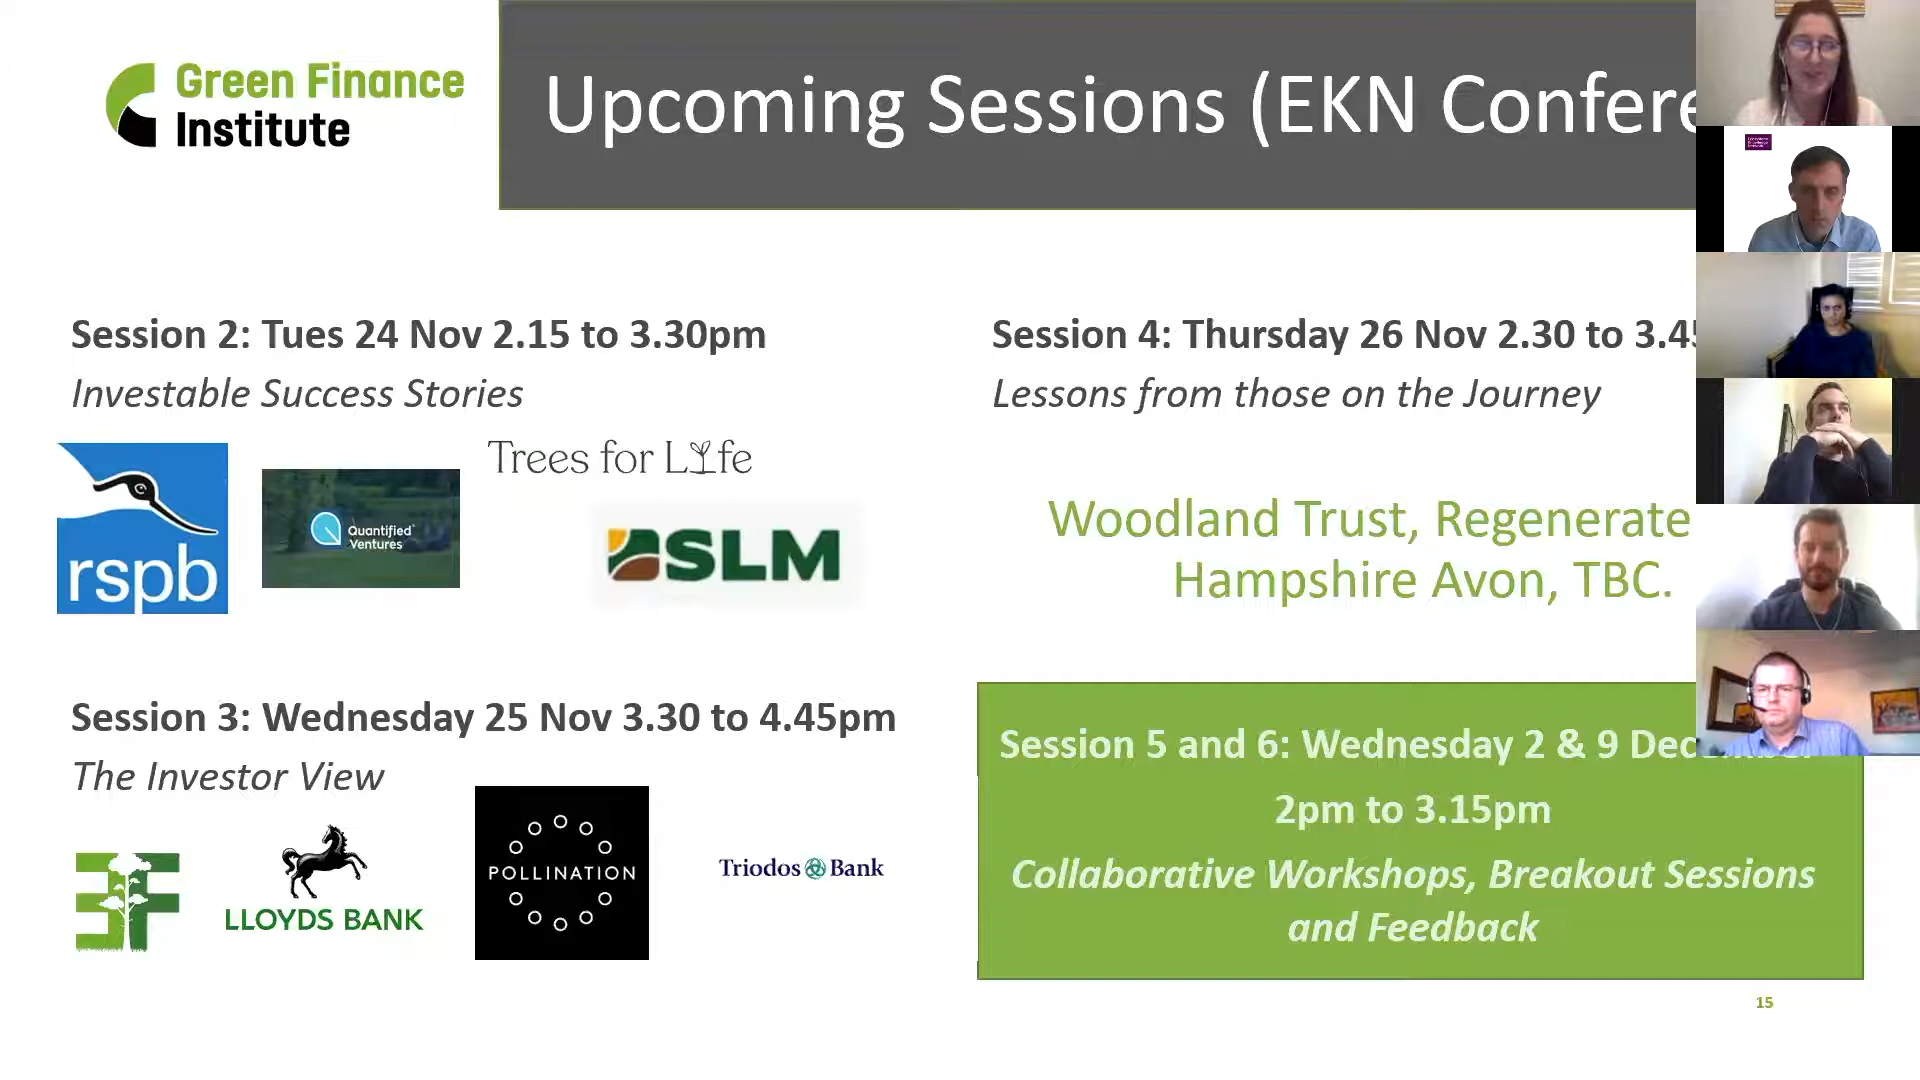 Green Finance
Institute
Upcoming Sessions (EKN Confere
Session 2: Tues 24 Nov 2.15 to 3.30pm
Investable Success Stories
rspb
Quantified
Ventures
Trees for Life
SLM
Session 3: Wednesday 25 Nov 3.30 to 4.45pm
The Investor View
LLOYDS BANK
POLLINATION
Triodos Bank
Session 4: Thursday 26 Nov 2.30 to 3.45
Lessons from those on the Journey
Woodland Trust, Regenerate
Hampshire Avon, TBC.
Session 5 and 6: Wednesday 2 & 9 December
2pm to 3.15pm
Collaborative Workshops, Breakout Sessions
and Feedback
15